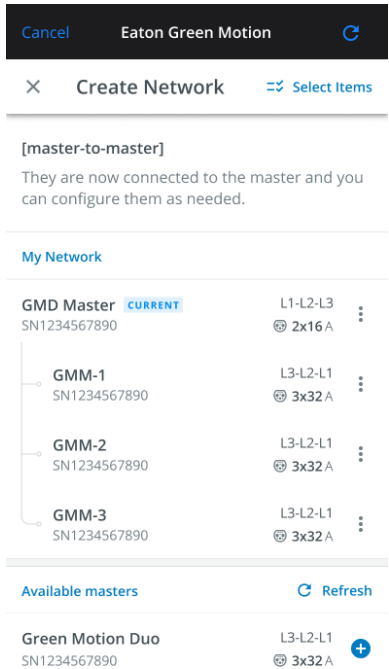 Cancel
Eaton Green Motion
Create Network
Select Items
[master-to-master]
They are now connected to the master and you
can configure them as needed.
My Network
GMD Master CURRENT L1-L2-L3
SN1234567890 2x16 A
GMM-1 L3-L2-L1
SN1234567890 3x32 A
GMM-2 L3-L2-L1
SN1234567890 3x32 A
GMM-3 L3-L2-L1
SN1234567890 3x32 A
Available masters Refresh
Green Motion Duo L3-L2-L1
SN1234567890 3x32 A